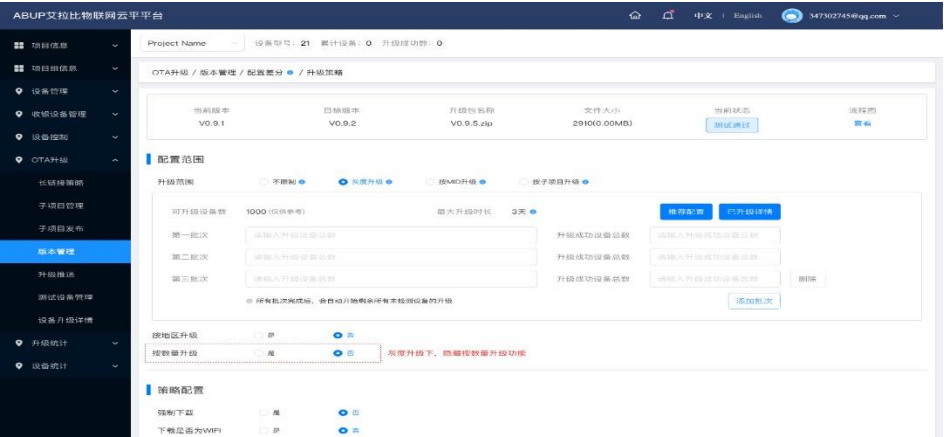 ABUP艾拉比物联网云平台
中文 | English 347302745@qq.com
项目信息
项目组信息
设备管理
收银设备管理
设备控制
OTA升级
长链接策略
子项目管理
子项目发布
版本管理
升级推送
测试设备管理
设备升级详情
升级统计
设备统计
Project Name 设备型号: 21 累计设备: 0 升级成功数: 0
OTA升级 / 版本管理 / 配置差分 / 升级策略
当前版本 目标版本 升级包名称 文件大小 当前状态 流程图
V0.9.1 V0.9.2 V0.9.5.zip 2910(0.00MB) 测试通过 查看
配置范围
升级范围 不限制 灰度升级 按MID升级 按子项目升级
可升级设备数 1000 (仅供参考) 最大升级时长 3天 推荐配置 已升级详情
第一批次 请输入升级设备总数 升级成功设备总数 请输入升级成功设备总数
第二批次 请输入升级设备总数 升级成功设备总数 请输入升级成功设备总数
第三批次 请输入升级设备总数 升级成功设备总数 请输入升级成功设备总数 删除
所有批次完成后，会自动开始剩余所有未检测设备的升级 添加批次
按地区升级 是 否
按数量升级 是 否 灰度升级下，隐藏按数量升级功能
策略配置
强制下载 是 否
下载是否为WIFI 是 否